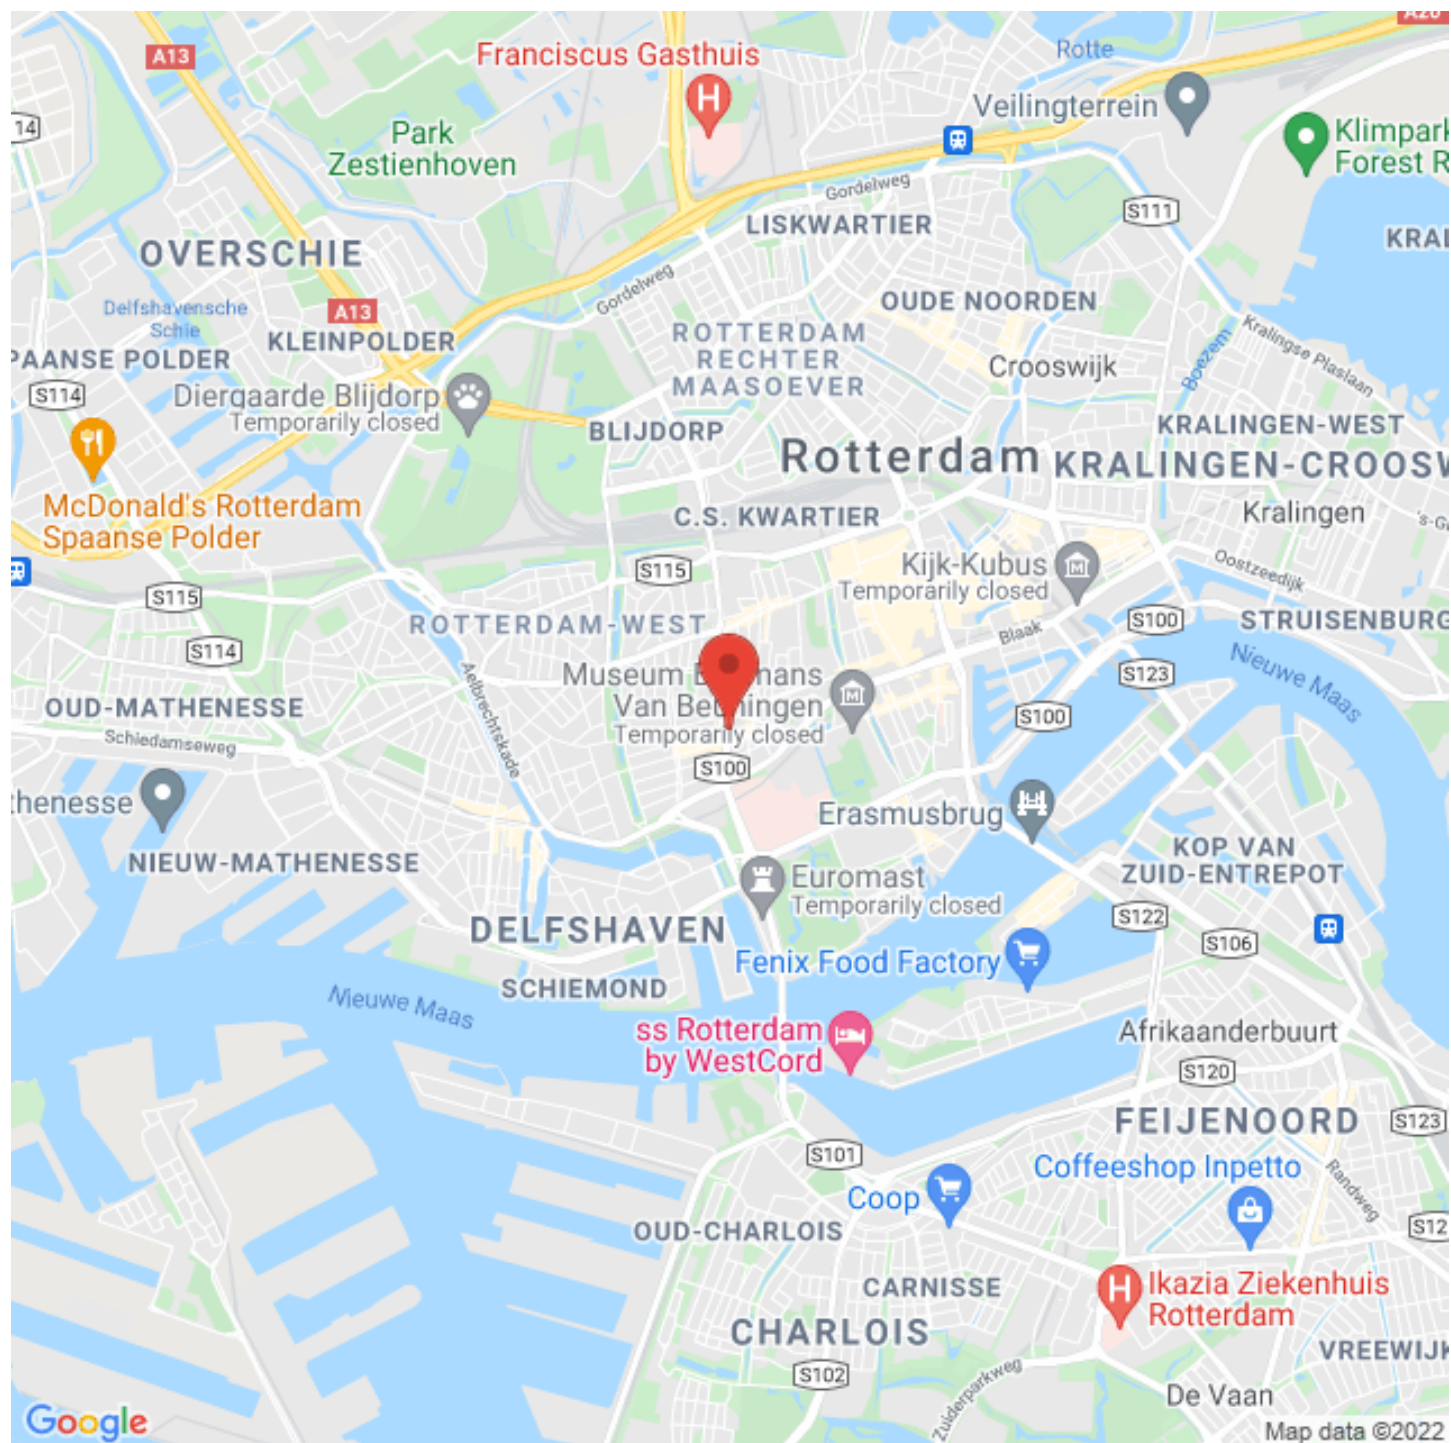 A20
A13
Franciscus Gasthuis
Rotte
Veilingterrein
14
Park
Zestienhoven
Klimpark
Forest R
Gordelweg
S111
LISKWARTIER
KRAL
OVERSCHIE
Gordelweg
Delfshavensche
Schie
A13
OUDE NOORDEN
KLEINPOLDER
ROTTERDAM
RECHTER
MAASOEVER
Boezem
Kralingse Plaslaan
PAANSE POLDER
Crooswijk
S114
Diergaarde Blijdorp
Temporarily closed
BLIJDORP
KRALINGEN-WEST
Rotterdam
KRALINGEN-CROOSW
McDonald's Rotterdam
Spaanse Polder
C.S. KWARTIER
Kralingen
's-G
Kijk-Kubus
Temporarily closed
Oostzeedijk
S115
S115
ROTTERDAM-WEST
Blaak
S100
STRUISENBURG
S114
Aelbrechtskade
Museum B mans
Van Beuningen
Temporarily closed
S123
Nieuwe Maas
OUD-MATHENESSE
S100
Schiedamseweg
S100
thenesse
Erasmusbrug
NIEUW-MATHENESSE
KOP VAN
ZUID-ENTREPOT
Euromast
Temporarily closed
S122
DELFSHAVEN
S106
Fenix Food Factory
SCHIEMOND
Nieuwe Maas
ss Rotterdam
by WestCord
Afrikaanderbuurt
S120
FEIJENOORD
S123
S101
Coffeeshop Inpetto
Randweg
Coop
OUD-CHARLOIS
S12
CARNISSE
Ikazia Ziekenhuis
Rotterdam
CHARLOIS
VREEWIJK
S102
Zuiderparkweg
De Vaan
Google
Map data ©2022